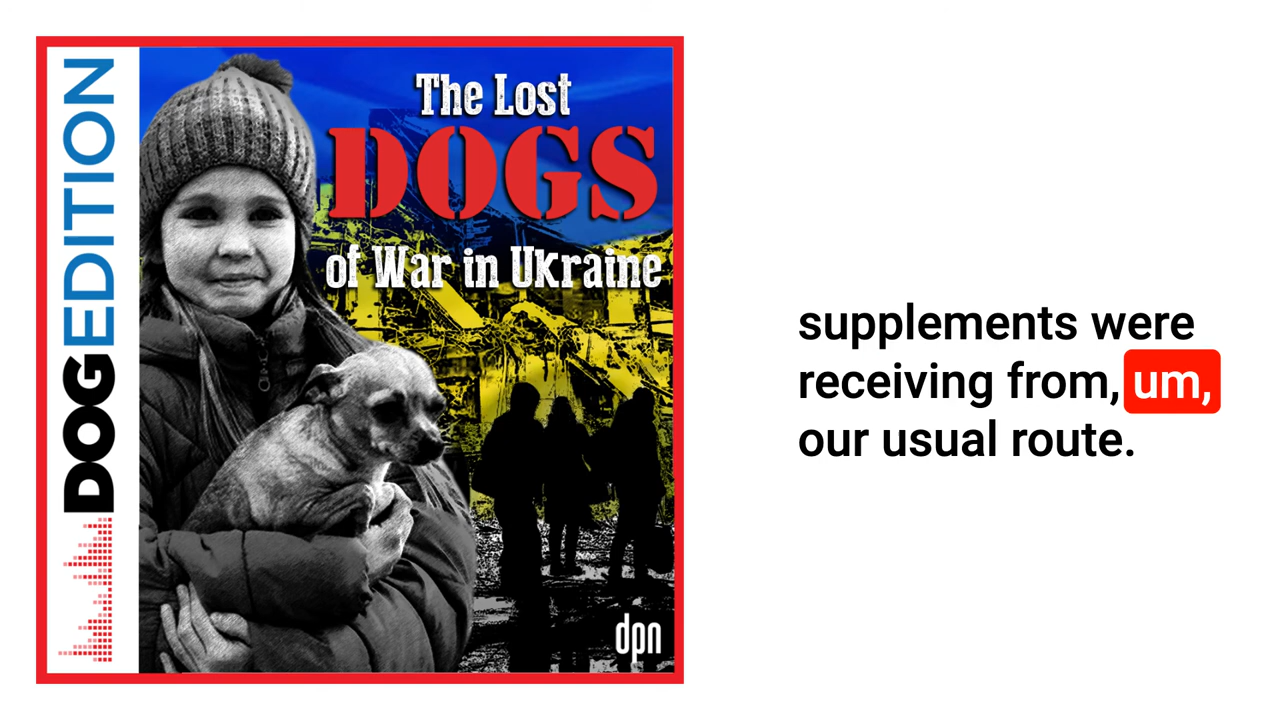 DOGEDITION
The Lost
DOGS
of War in Ukraine
dpn
supplements were
receiving from, um,
our usual route.